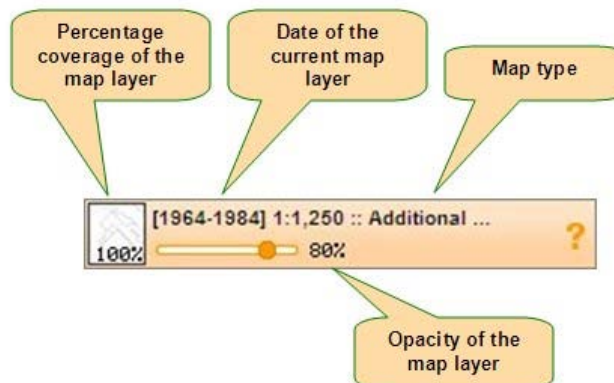 Percentage
coverage of the
map layer
Date of the
current map
layer
Map type
[1964-1984] 1:1,250 :: Additional ...
100%
80%
?
Opacity of the
map layer